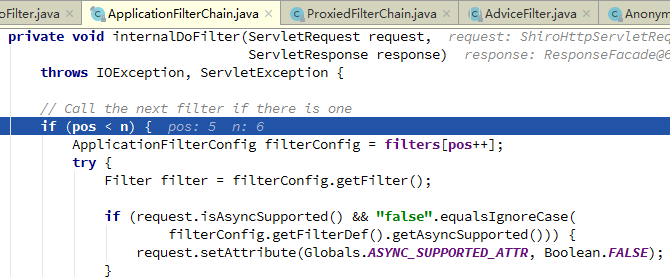 oFilter.java × ApplicationFilterChain.java × ProxiedFilterChain.java × AdviceFilter.java × Anonym
private void internalDoFilter(ServletRequest request, request: ShiroHttpServletReq
ServletResponse response) response: ResponseFacade@6
throws IOException, ServletException {
// Call the next filter if there is one
if (pos < n) { pos: 5 n: 6
ApplicationFilterConfig filterConfig = filters[pos++];
try {
Filter filter = filterConfig.getFilter();
if (request.isAsyncSupported() && "false".equalsIgnoreCase(
filterConfig.getFilterDef().getAsyncSupported())) {
request.setAttribute(Globals.ASYNC_SUPPORTED_ATTR, Boolean.FALSE);
}